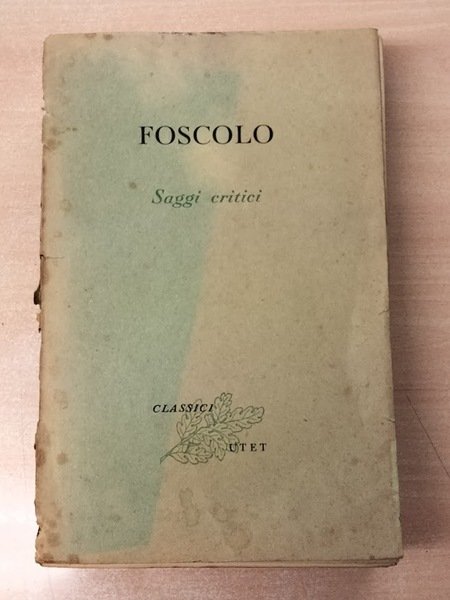 FOSCOLO
Saggi critici
CLASSICI
UTET